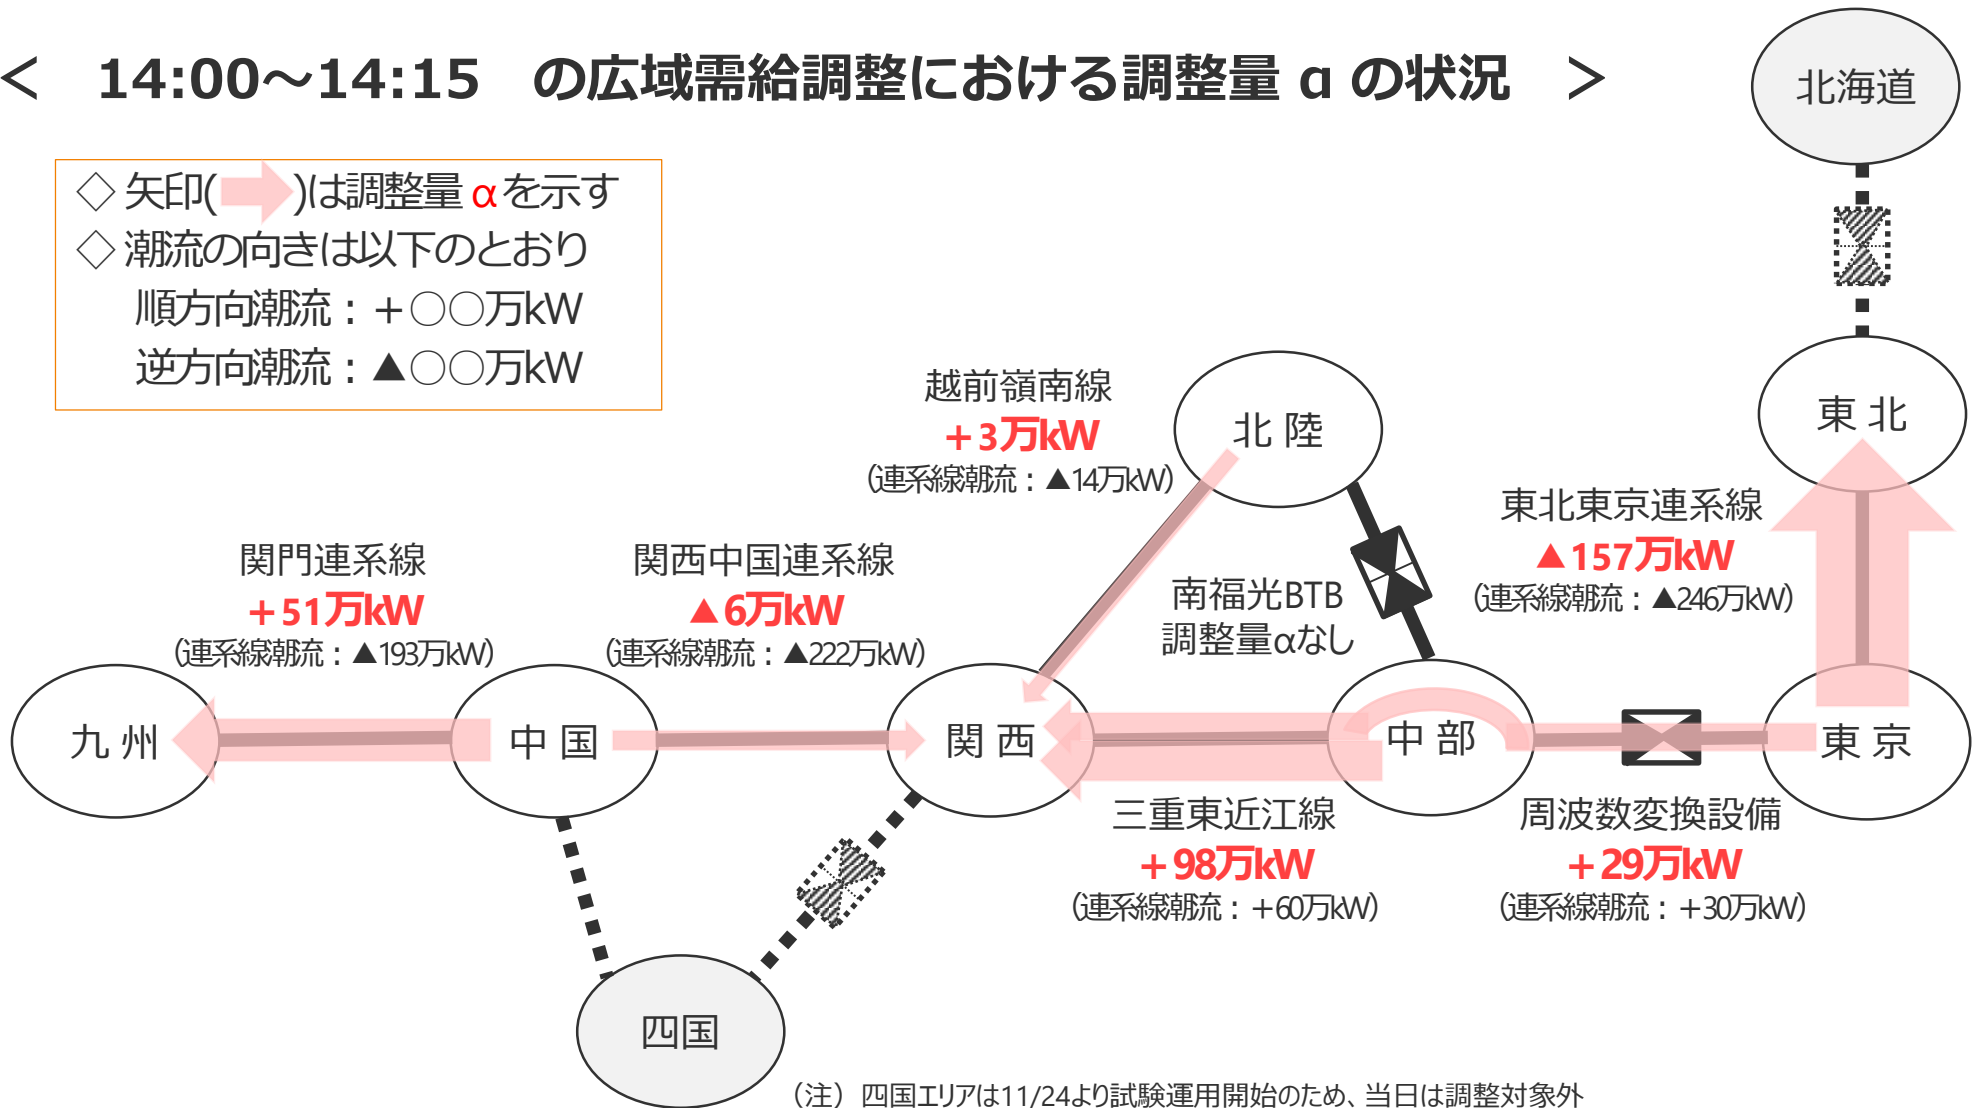 ＜　14:00～14:15　の広域需給調整における調整量 α の状況　＞
北海道
◇ 矢印(　)は調整量 αを示す
◇ 潮流の向きは以下のとおり
順方向潮流：＋○○万kW
逆方向潮流：▲○○万kW
東 北
北 陸
越前嶺南線
＋3万kW
（連系線潮流：▲14万kW）
東北東京連系線
▲157万kW
（連系線潮流：▲246万kW）
関門連系線
＋51万kW
（連系線潮流：▲193万kW）
関西中国連系線
▲6万kW
（連系線潮流：▲222万kW）
南福光BTB
調整量αなし
九 州
中 国
関 西
中 部
東 京
三重東近江線
＋98万kW
（連系線潮流：＋60万kW）
周波数変換設備
＋29万kW
（連系線潮流：＋30万kW）
四国
（注）四国エリアは11/24より試験運用開始のため、当日は調整対象外